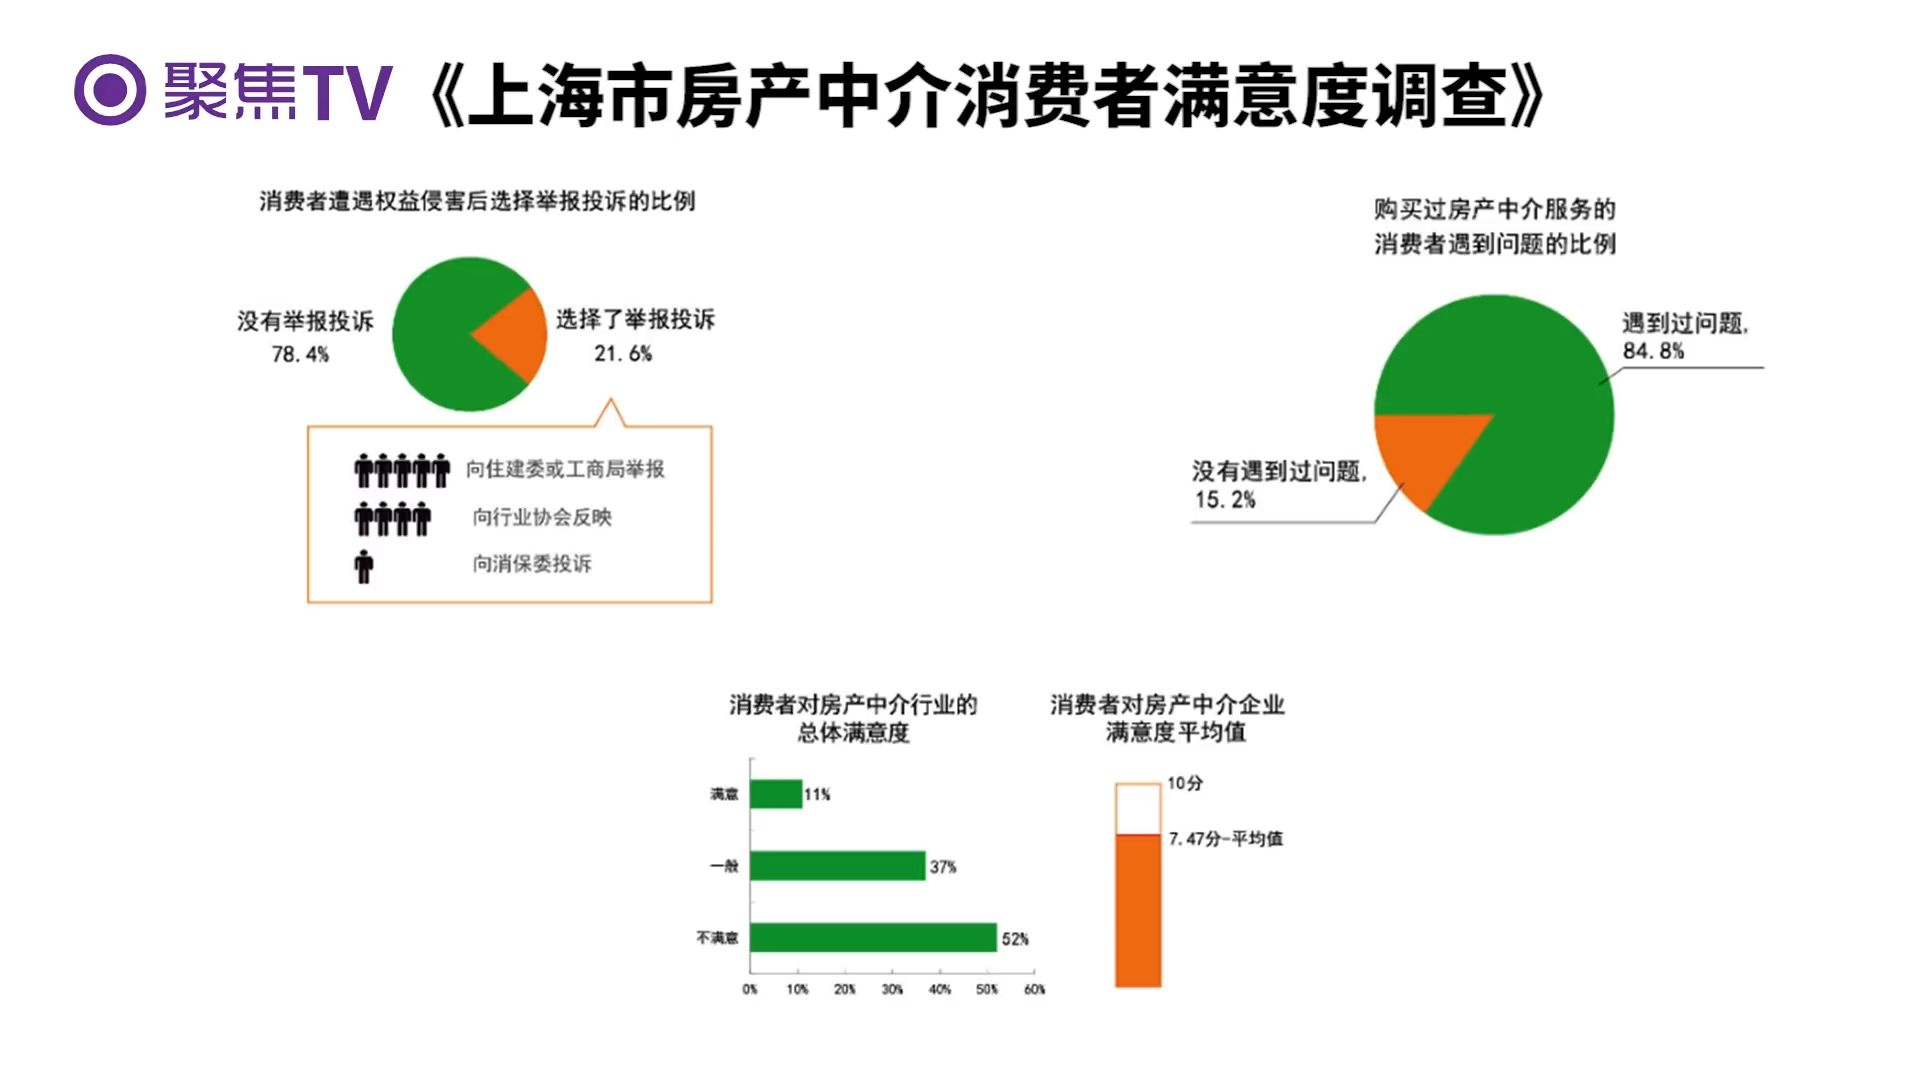 聚焦TV
《上海市房产中介消费者满意度调查》
消费者遭遇权益侵害后选择举报投诉的比例
没有举报投诉
78.4%
选择了举报投诉
21.6%
向住建委或工商局举报
向行业协会反映
向消保委投诉
购买过房产中介服务的
消费者遇到问题的比例
遇到过问题,
84.8%
没有遇到过问题,
15.2%
消费者对房产中介行业的
总体满意度
满意
11%
一般
37%
不满意
52%
0% 10% 20% 30% 40% 50% 60%
消费者对房产中介企业
满意度平均值
10分
7.47分-平均值